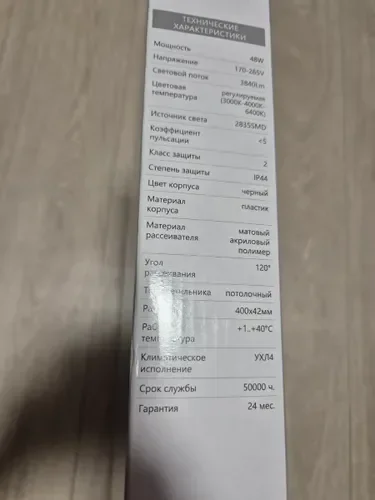 ТЕХНИЧЕСКИЕ
ХАРАКТЕРИСТИКИ
Мощность 48W
Напряжение 170-265V
Световой поток 3840Lm
Цветовая температура регулируемая
(3000K-4000K-
6400K)
Источник света 2835SMD
Коэффициент
пульсации <5
Класс защиты 2
Степень защиты IP44
Цвет корпуса черный
Материал
корпуса пластик
Материал
рассеивателя матовый
акриловый
полимер
Угол 120°
потолочный
400x42мм
+1..+40°C
Климатическое
исполнение УХЛ4
Срок службы 50000 ч.
Гарантия 24 мес.